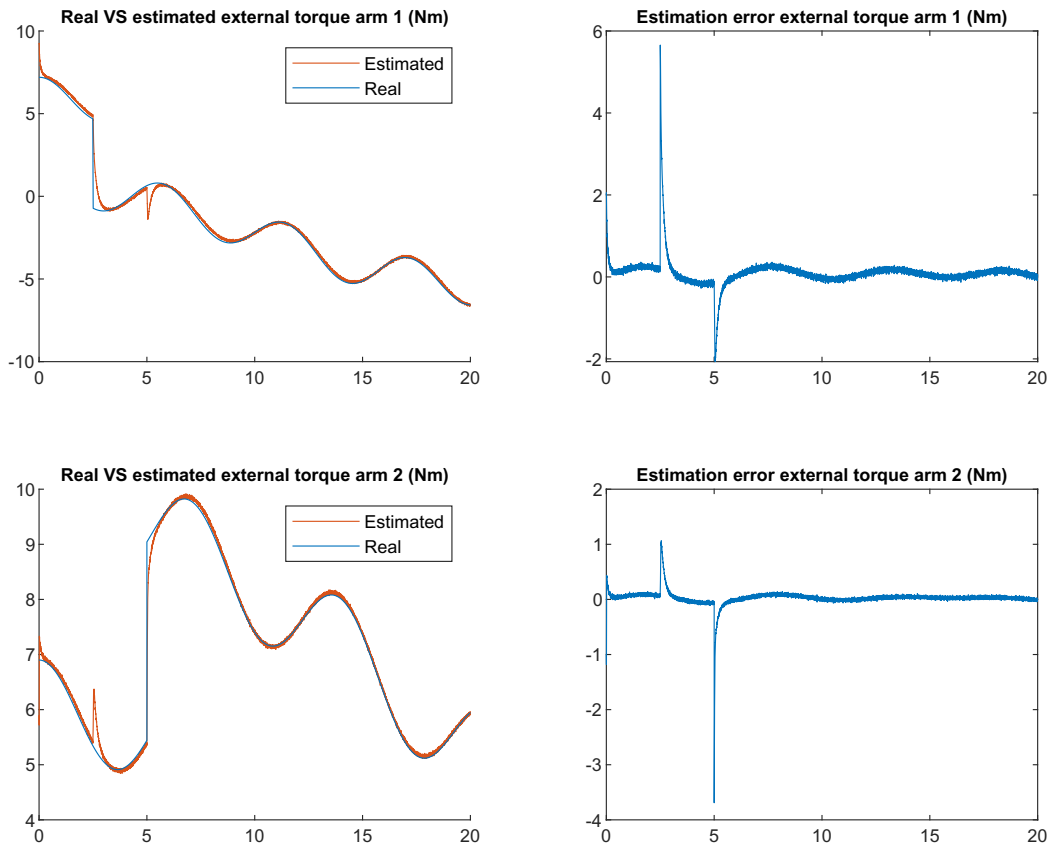 Real VS estimated external torque arm 1 (Nm)
10
5
0
-5
-10
0 5 10 15 20
Estimated
Real
Estimation error external torque arm 1 (Nm)
6
4
2
0
-2
0 5 10 15 20
Real VS estimated external torque arm 2 (Nm)
10
9
8
7
6
5
4
0 5 10 15 20
Estimated
Real
Estimation error external torque arm 2 (Nm)
2
1
0
-1
-2
-3
-4
0 5 10 15 20